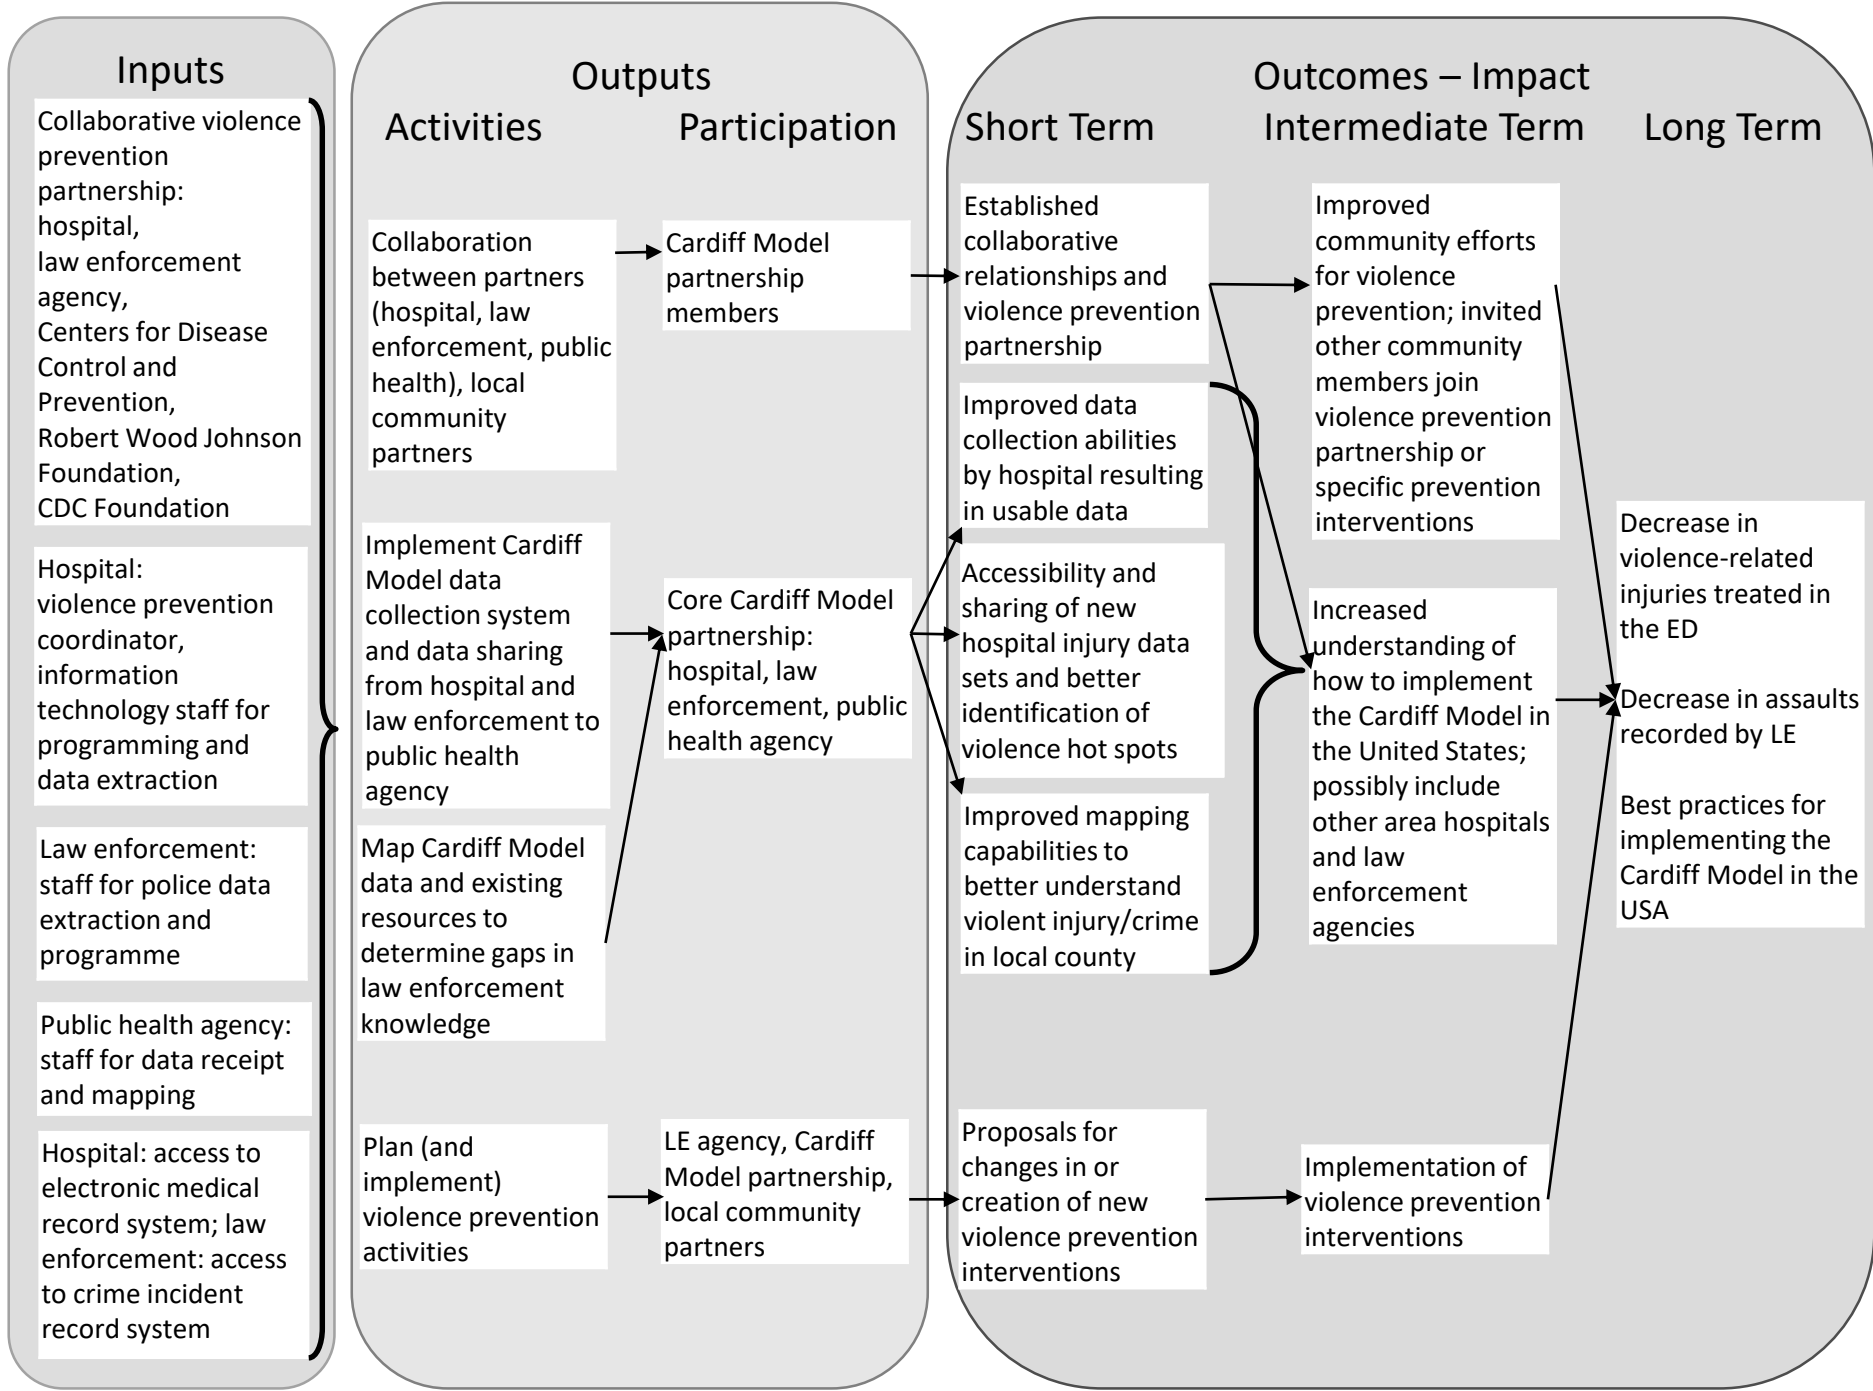 Inputs
Collaborative violence
prevention
partnership:
hospital,
law enforcement
agency,
Centers for Disease
Control and
Prevention,
Robert Wood Johnson
Foundation,
CDC Foundation
Hospital:
violence prevention
coordinator,
information
technology staff for
programming and
data extraction
Law enforcement:
staff for police data
extraction and
programme
Public health agency:
staff for data receipt
and mapping
Hospital: access to
electronic medical
record system; law
enforcement: access
to crime incident
record system
Outputs
Activities
Collaboration
between partners
(hospital, law
enforcement, public
health), local
community
partners
Implement Cardiff
Model data
collection system
and data sharing
from hospital and
law enforcement to
public health
agency
Map Cardiff Model
data and existing
resources to
determine gaps in
law enforcement
knowledge
Plan (and
implement)
violence prevention
activities
Participation
Cardiff Model
partnership
members
Core Cardiff Model
partnership:
hospital, law
enforcement, public
health agency
LE agency, Cardiff
Model partnership,
local community
partners
Outcomes – Impact
Short Term
Established
collaborative
relationships and
violence prevention
partnership
Improved data
collection abilities
by hospital resulting
in usable data
Accessibility and
sharing of new
hospital injury data
sets and better
identification of
violence hot spots
Improved mapping
capabilities to
better understand
violent injury/crime
in local county
Proposals for
changes in or
creation of new
violence prevention
interventions
Intermediate Term
Improved
community efforts
for violence
prevention; invited
other community
members join
violence prevention
partnership or
specific prevention
interventions
Increased
understanding of
how to implement
the Cardiff Model in
the United States;
possibly include
other area hospitals
and law
enforcement
agencies
Implementation of
violence prevention
interventions
Long Term
Decrease in
violence-related
injuries treated in
the ED
Decrease in assaults
recorded by LE
Best practices for
implementing the
Cardiff Model in the
USA